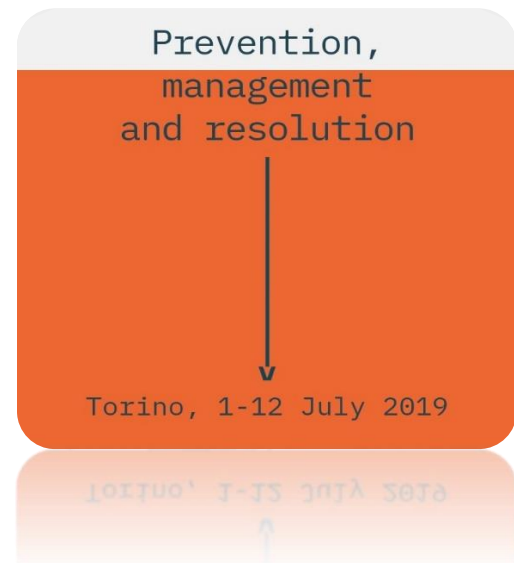 Prevention,
management
and resolution
Torino, 1-12 July 2019